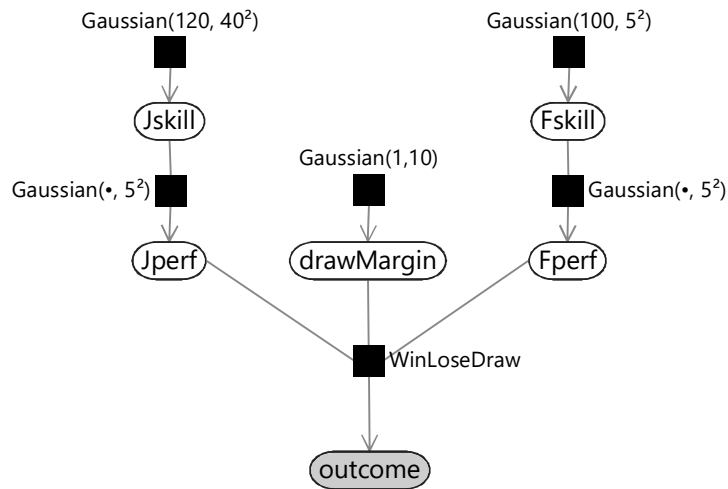 Gaussian(120, 40²)
Gaussian(100, 5²)
Jskill
Fskill
Gaussian(1,10)
Gaussian(•, 5²)
Gaussian(•, 5²)
Jperf
drawMargin
Fperf
WinLoseDraw
outcome